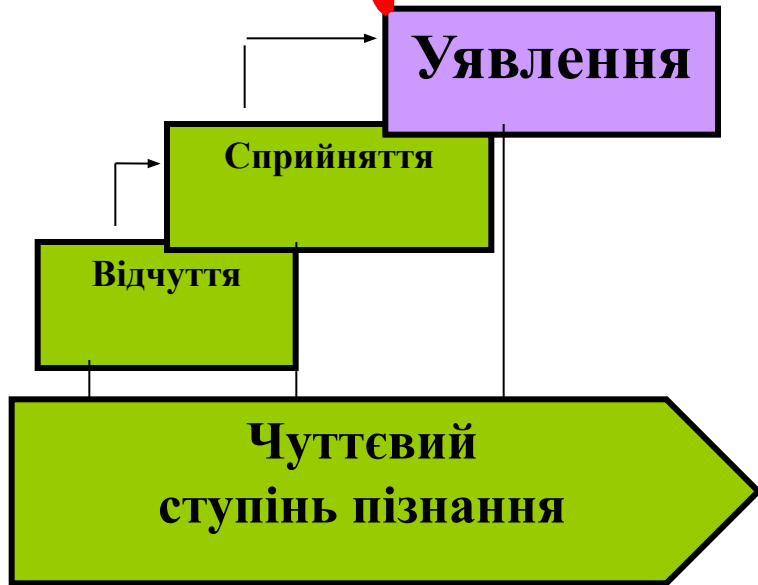 Уявлення
Сприйняття
Відчуття
Чуттєвий
ступінь пізнання